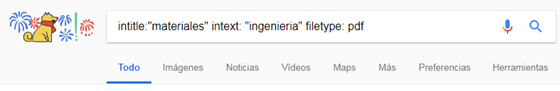 intitle:"materiales" intext: "ingenieria" filetype: pdf
Todo Imágenes Noticias Vídeos Maps Más Preferencias Herramientas